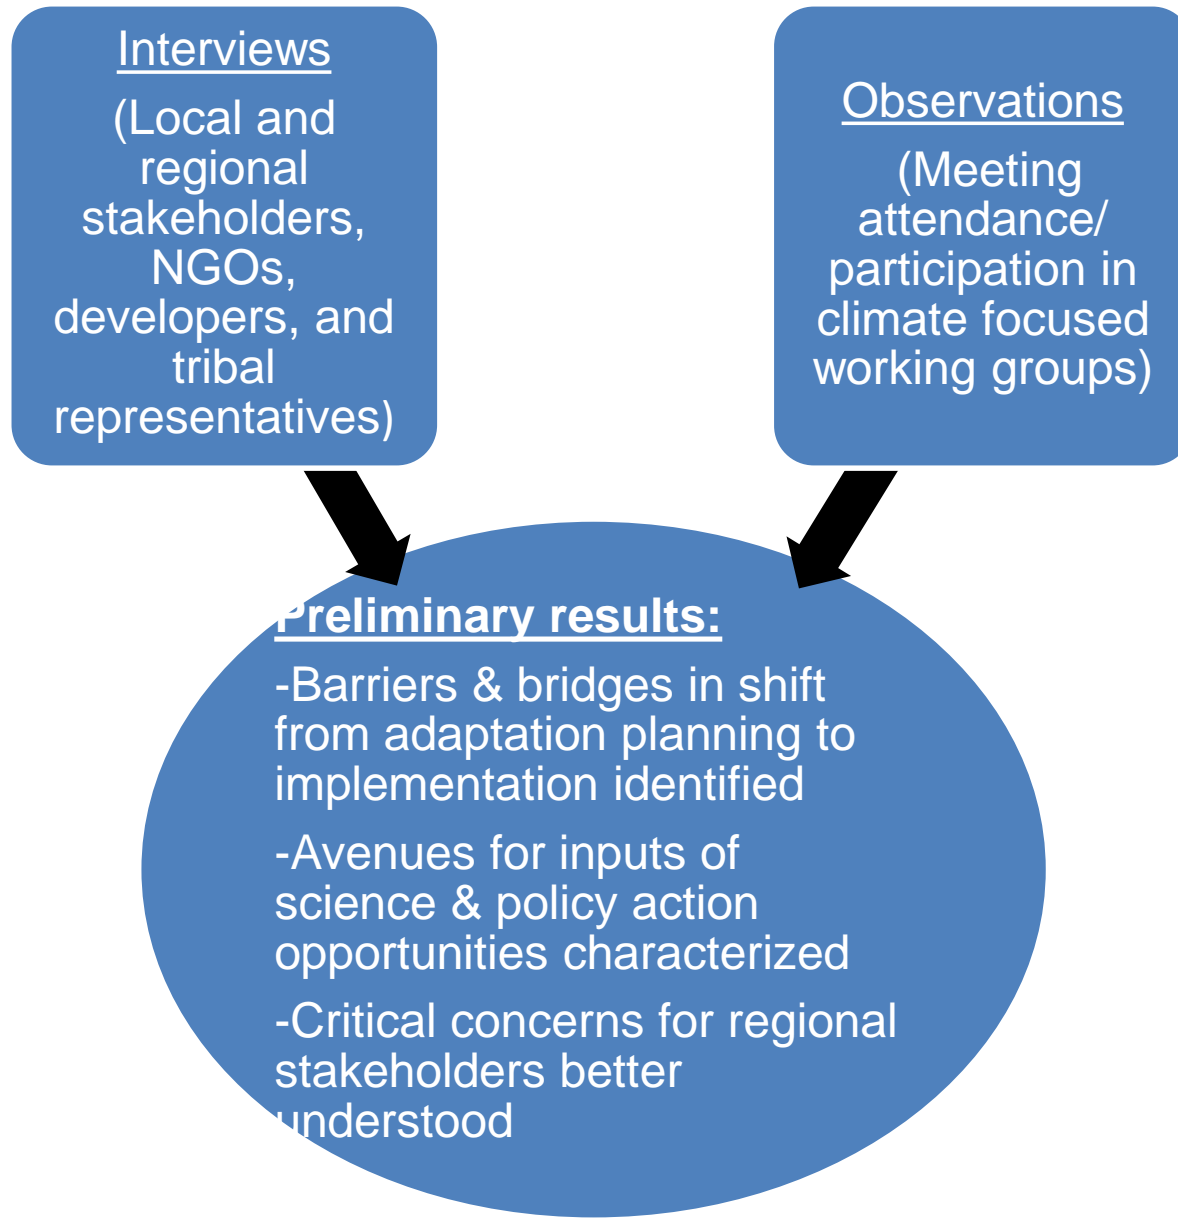 Interviews
(Local and
regional
stakeholders,
NGOs,
developers, and
tribal
representatives)
Observations
(Meeting
attendance/
participation in
climate focused
working groups)
Preliminary results:
-Barriers & bridges in shift
from adaptation planning to
implementation identified
-Avenues for inputs of
science & policy action
opportunities characterized
-Critical concerns for regional
stakeholders better
understood